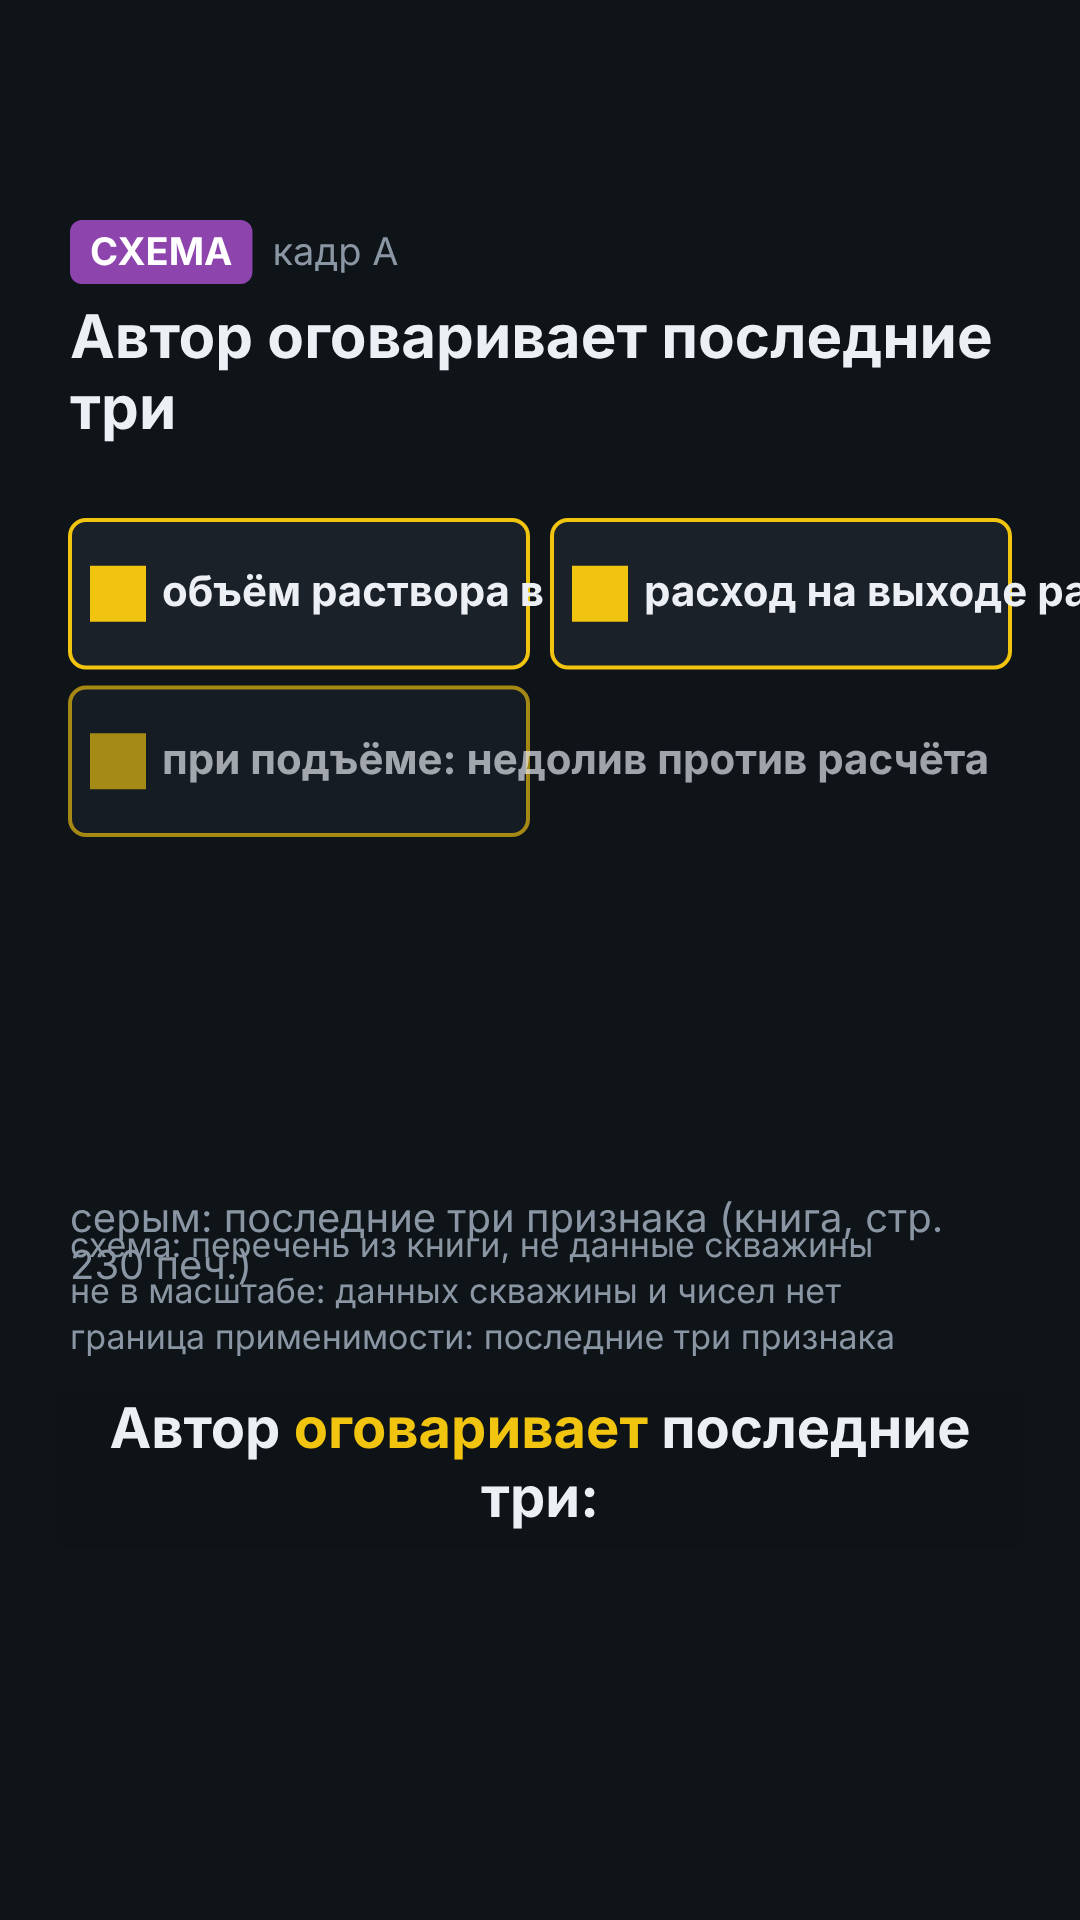 СХЕМА кадр А
Автор оговаривает последние
три
объём раствора в
расход на выходе
при подъёме: недолив против расчёта
серым: последние три признака (книга, стр.
230 печ.)
схема: перечень из книги, не данные скважины
не в масштабе: данных скважины и чисел нет
граница применимости: последние три признака
Автор оговаривает последние
три: